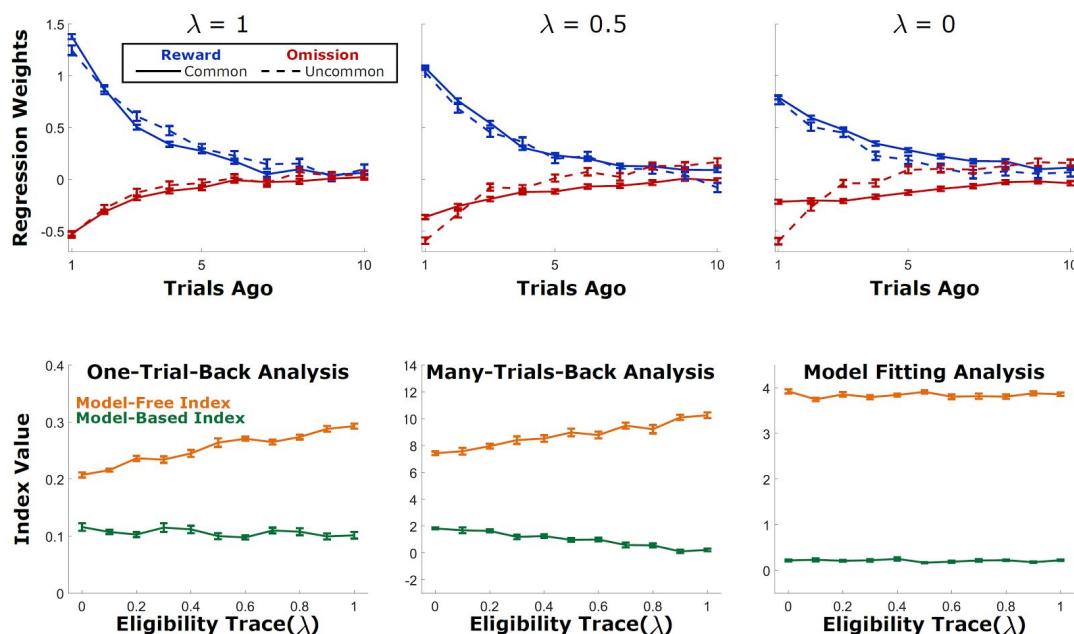 λ = 1
λ = 0.5
λ = 0
Regression Weights
1.5
1
0.5
0
-0.5
Reward Omission
Common Uncommon
1 5 10
1 5 10
1 5 10
Trials Ago
Trials Ago
Trials Ago
Index Value
One-Trial-Back Analysis
Model-Free Index
Model-Based Index
0.4
0.3
0.2
0.1
0
0 0.2 0.4 0.6 0.8 1
Eligibility Trace(λ)
Many-Trials-Back Analysis
14
12
10
8
6
4
2
0
-2
0 0.2 0.4 0.6 0.8 1
Eligibility Trace(λ)
Model Fitting Analysis
4
3
2
1
0
0 0.2 0.4 0.6 0.8 1
Eligibility Trace(λ)